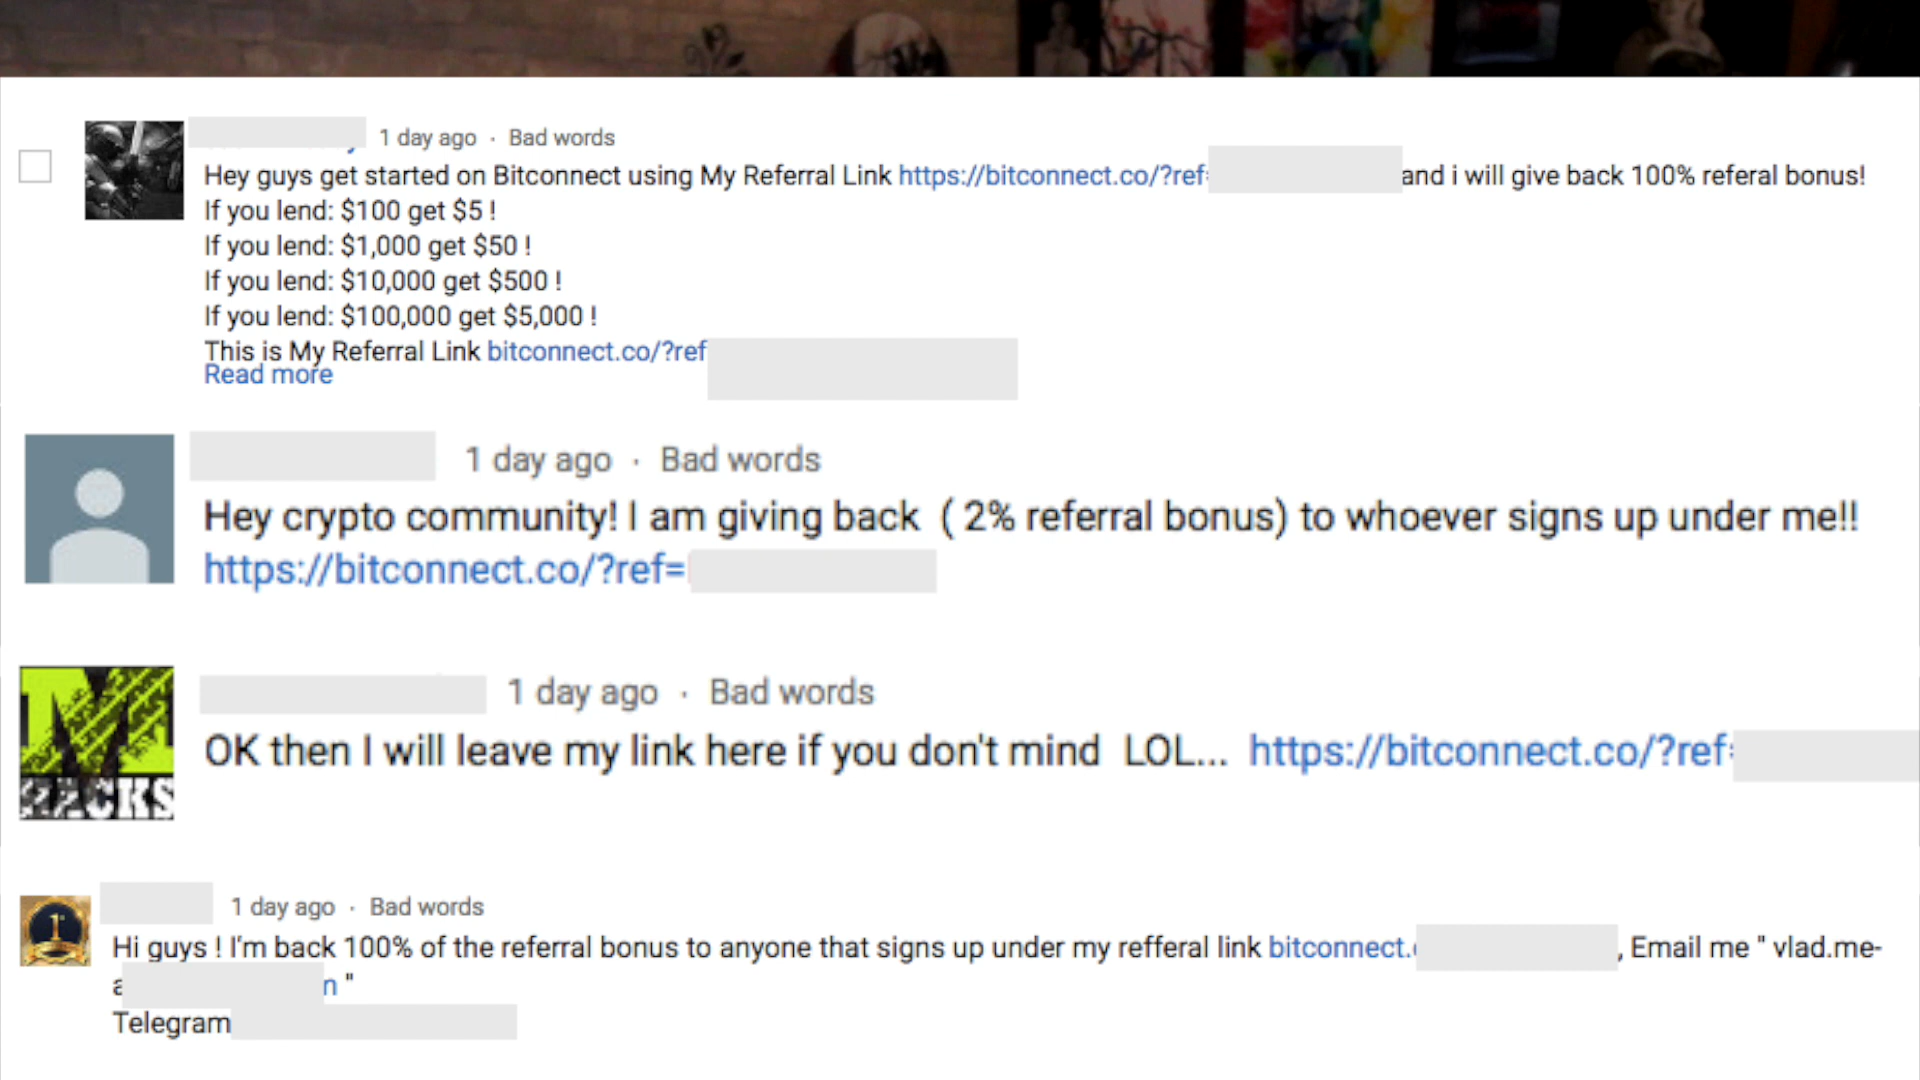 1 day ago · Bad words
Hey guys get started on Bitconnect using My Referral Link https://bitconnect.co/?ref and i will give back 100% referal bonus!
If you lend: $100 get $5 !
If you lend: $1,000 get $50 !
If you lend: $10,000 get $500 !
If you lend: $100,000 get $5,000 !
This is My Referral Link bitconnect.co/?ref
Read more
1 day ago · Bad words
Hey crypto community! I am giving back ( 2% referral bonus) to whoever signs up under me!!
https://bitconnect.co/?ref=
1 day ago · Bad words
OK then I will leave my link here if you don't mind LOL... https://bitconnect.co/?ref
1 day ago · Bad words
Hi guys ! I'm back 100% of the referral bonus to anyone that signs up under my refferal link bitconnect. , Email me " vlad.me-
n "
Telegram